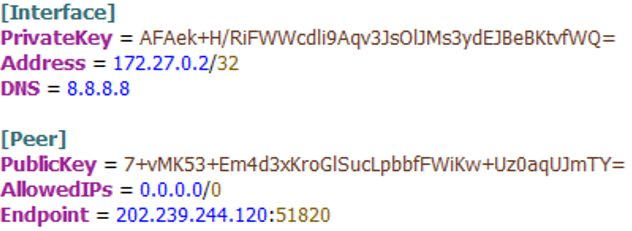 [Interface]
PrivateKey = AFAek+H/RiFWWcdli9Aqv3JsOlJMs3ydEJBeBKtvfWQ=
Address = 172.27.0.2/32
DNS = 8.8.8.8
[Peer]
PublicKey = 7+vMK53+Em4d3xKroGlSucLpbbfFWiKw+Uz0aqUJmTY=
AllowedIPs = 0.0.0.0/0
Endpoint = 202.239.244.120:51820